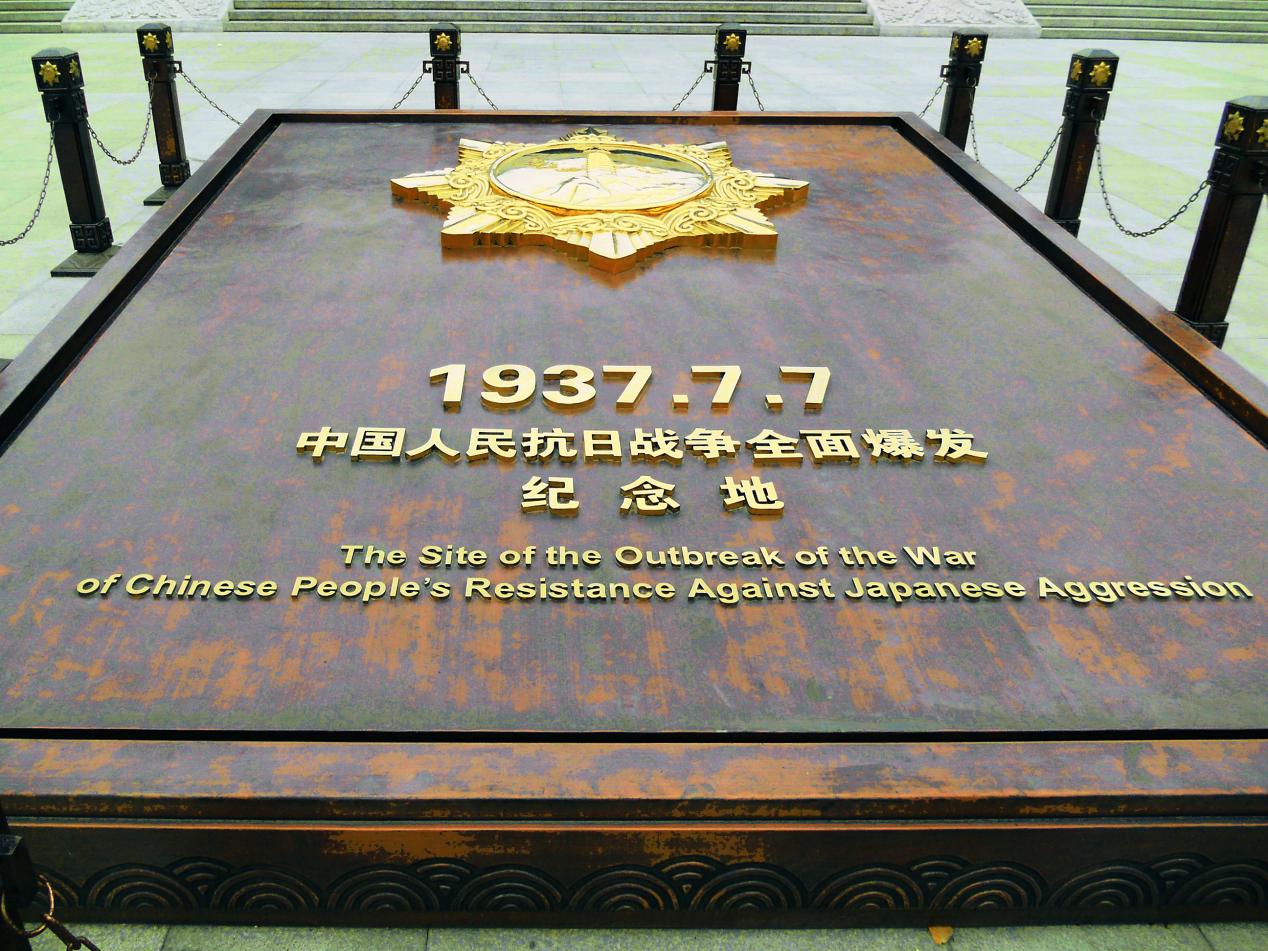 1937.7.7
中国人民抗日战争全面爆发
纪念地
The Site of the Outbreak of the War
of Chinese People's Resistance Against Japanese Aggression